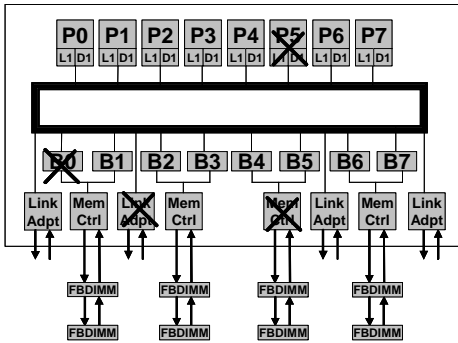 P0 P1 P2 P3 P4 P5 P6 P7
L1 D1 L1 D1 L1 D1 L1 D1 L1 D1 L1 D1 L1 D1 L1 D1
B0 B1 B2 B3 B4 B5 B6 B7
Link Mem Link Mem Mem Link Mem Link
Adpt Ctrl Adpt Ctrl Ctrl Adpt Ctrl Adpt
FBDIMM FBDIMM FBDIMM FBDIMM
FBDIMM FBDIMM FBDIMM FBDIMM